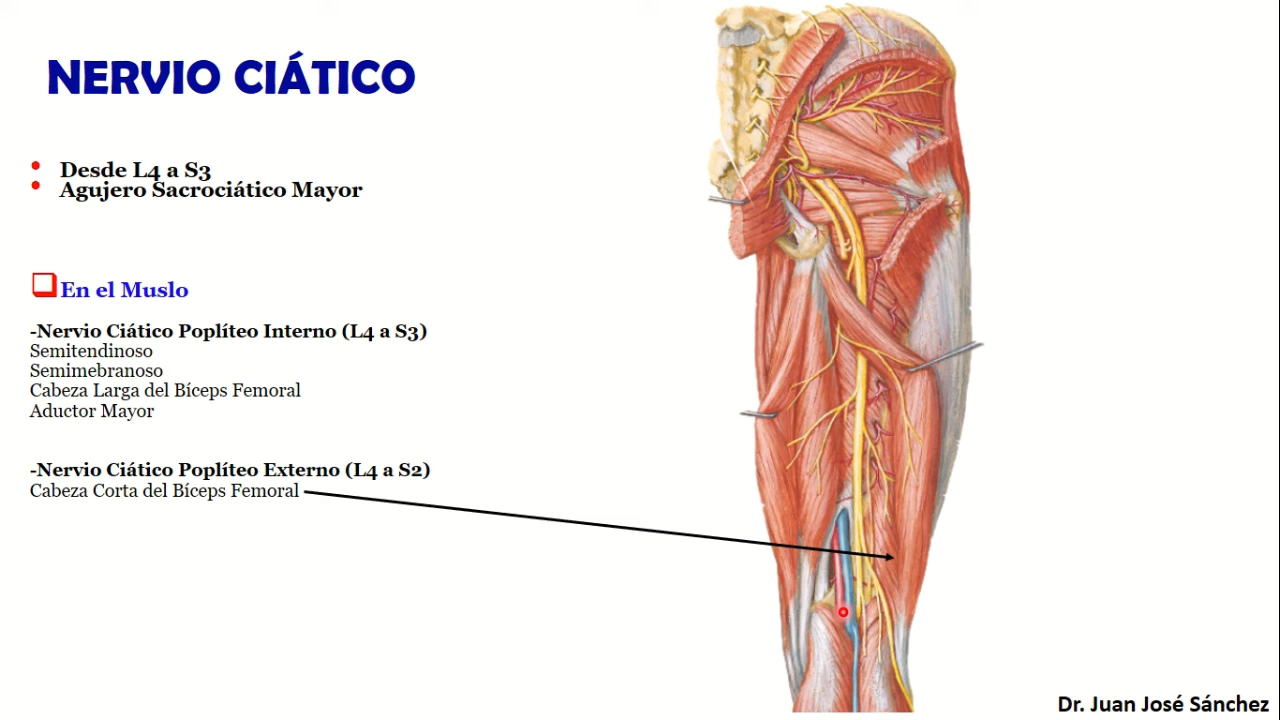 NERVIO CIÁTICO
• Desde L4 a S3
• Agujero Sacrociático Mayor
❑En el Muslo
-Nervio Ciático Poplíteo Interno (L4 a S3)
Semitendinoso
Semimebranoso
Cabeza Larga del Bíceps Femoral
Aductor Mayor
-Nervio Ciático Poplíteo Externo (L4 a S2)
Cabeza Corta del Bíceps Femoral
Dr. Juan José Sánchez